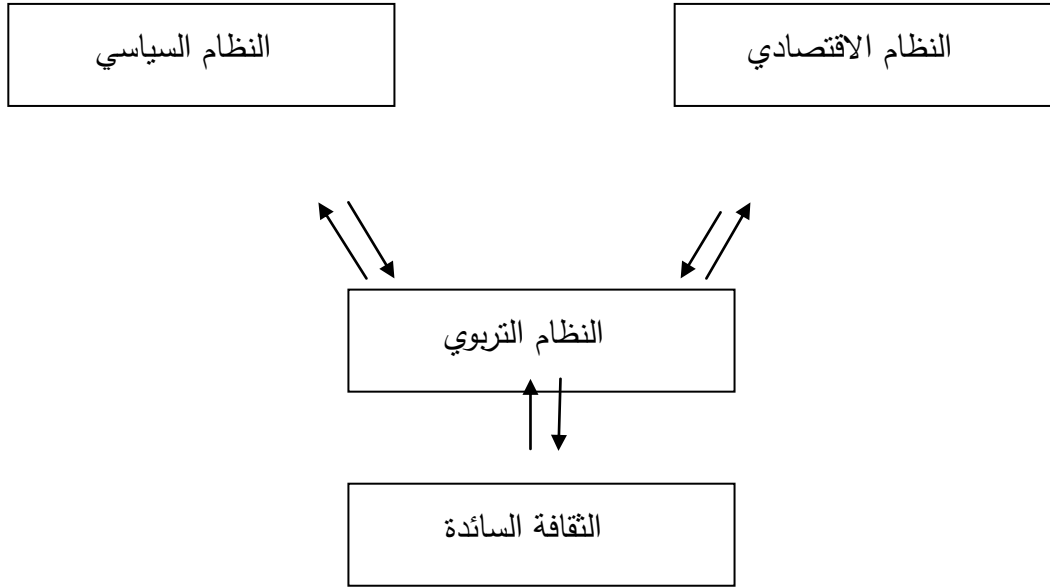 النظام الاقتصادي
النظام السياسي
النظام التربوي
الثقافة السائدة